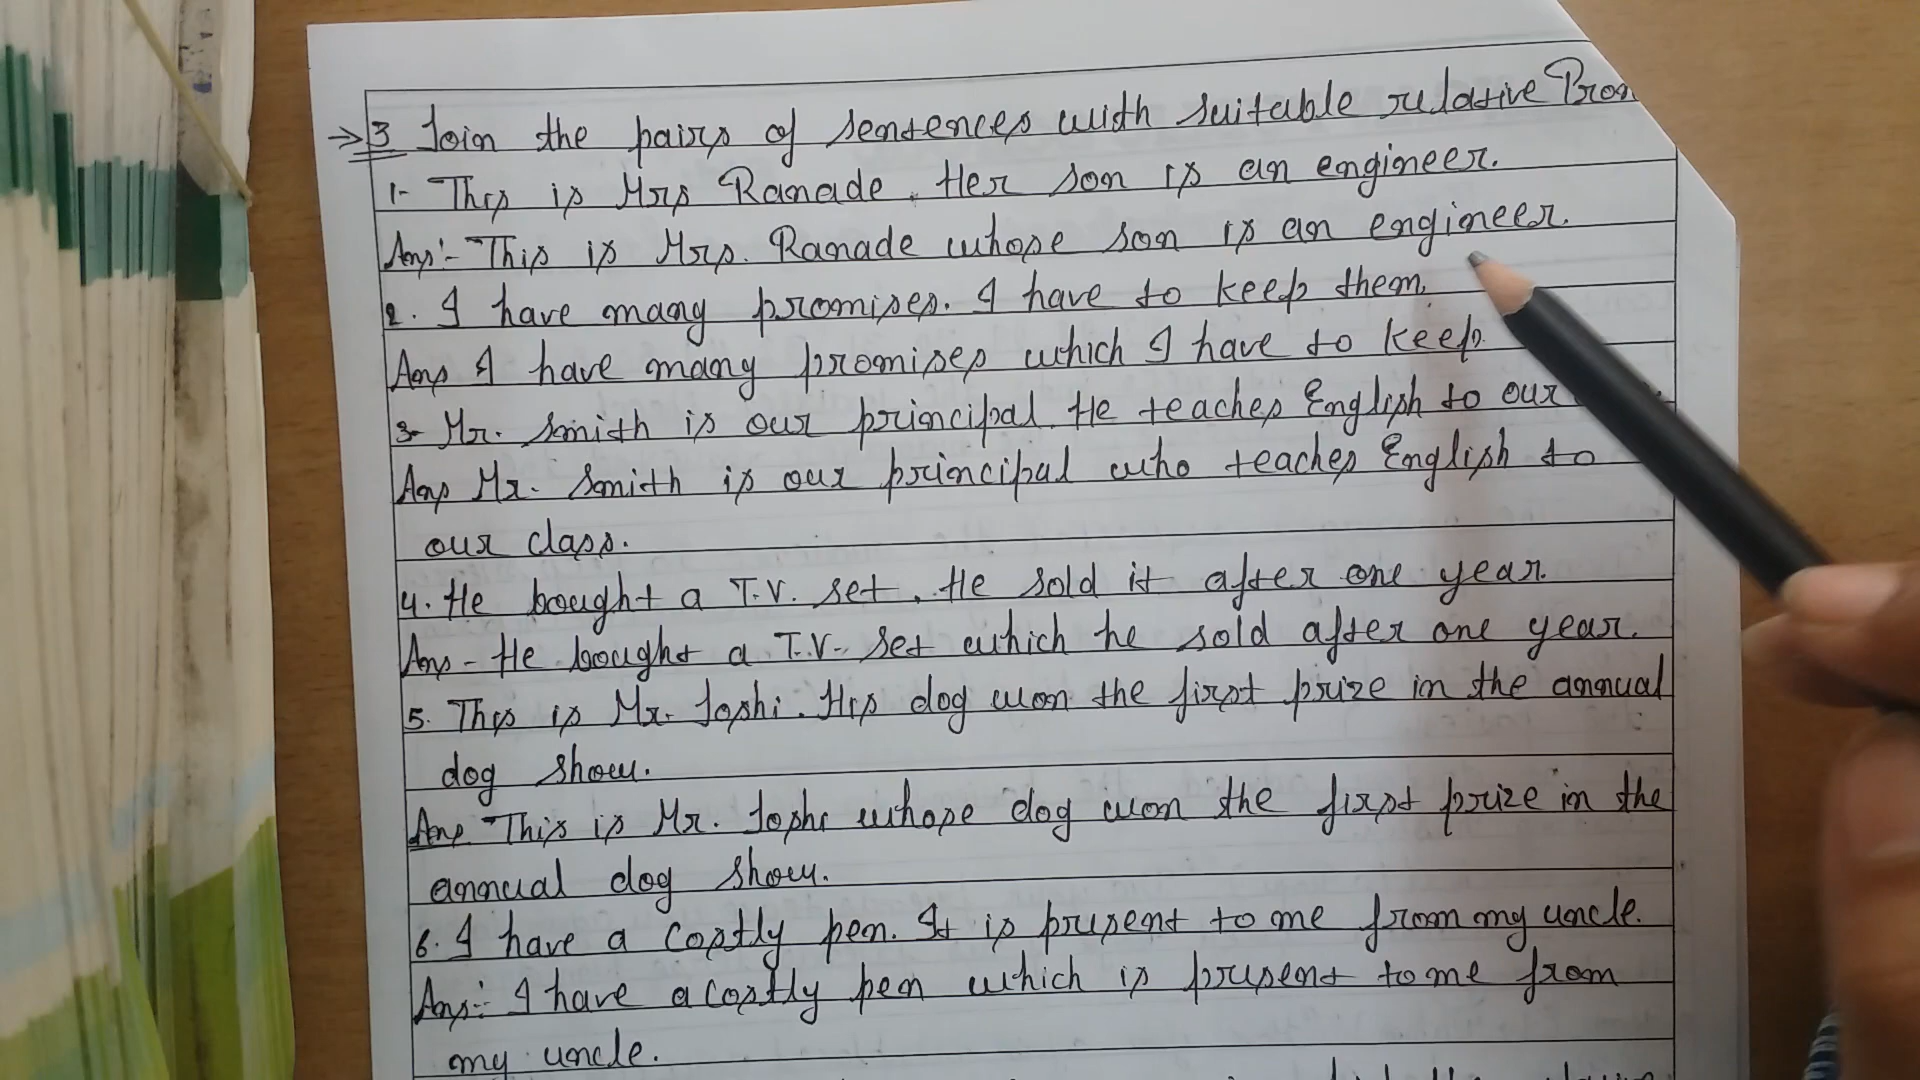 →3 Join the pairs of sentences with suitable relative Pron
1- This is Mrs Ranade. Her son is an engineer.
Ans:- This is Mrs. Ranade whose son is an engineer.
2. I have many promises. I have to keep them.
Ans I have many promises which I have to keep.
3- Mr. Smith is our principal. He teaches English to our
Ans Mr. Smith is our principal who teaches English to
our class.
4. He bought a T.V. set. He sold it after one year.
Ans - He bought a T.V. set which he sold after one year.
5. This is Mr. Joshi. His dog won the first prize in the annual
dog show.
Ans - This is Mr. Joshi whose dog won the first prize in the
annual dog show.
6. I have a costly pen. It is present to me from my uncle.
Ans:- I have a costly pen which is present to me from
my uncle.